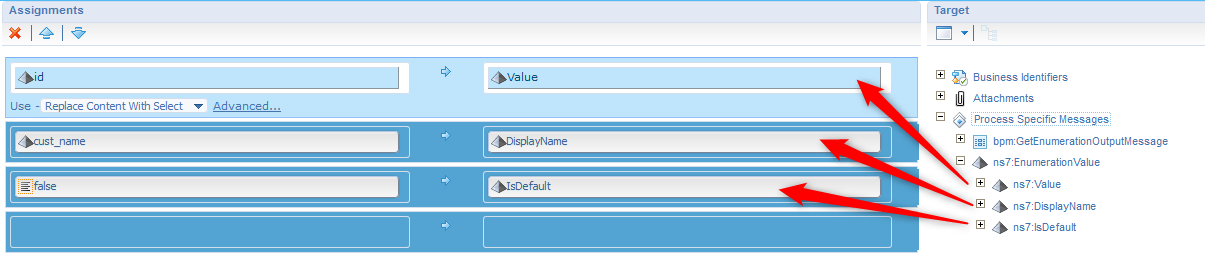 Assignments
id
Value
Use - Replace Content With Select Advanced...
cust_name
DisplayName
false
IsDefault
Target
Business Identifiers
Attachments
Process Specific Messages
bpm:GetEnumerationOutputMessage
ns7:EnumerationValue
ns7:Value
ns7:DisplayName
ns7:IsDefault